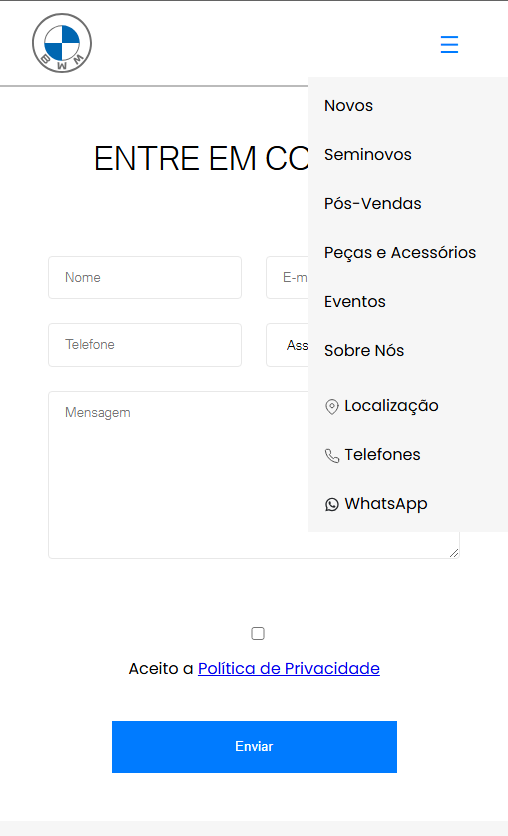 BWM
Novos
Seminovos
Pós-Vendas
Peças e Acessórios
Eventos
Sobre Nós
Localização
Telefones
WhatsApp
ENTRE EM CO
Nome
E-m
Telefone
Ass
Mensagem
Aceito a Política de Privacidade
Enviar